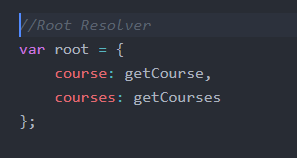 //Root Resolver
var root = {
    course: getCourse,
    courses: getCourses
};